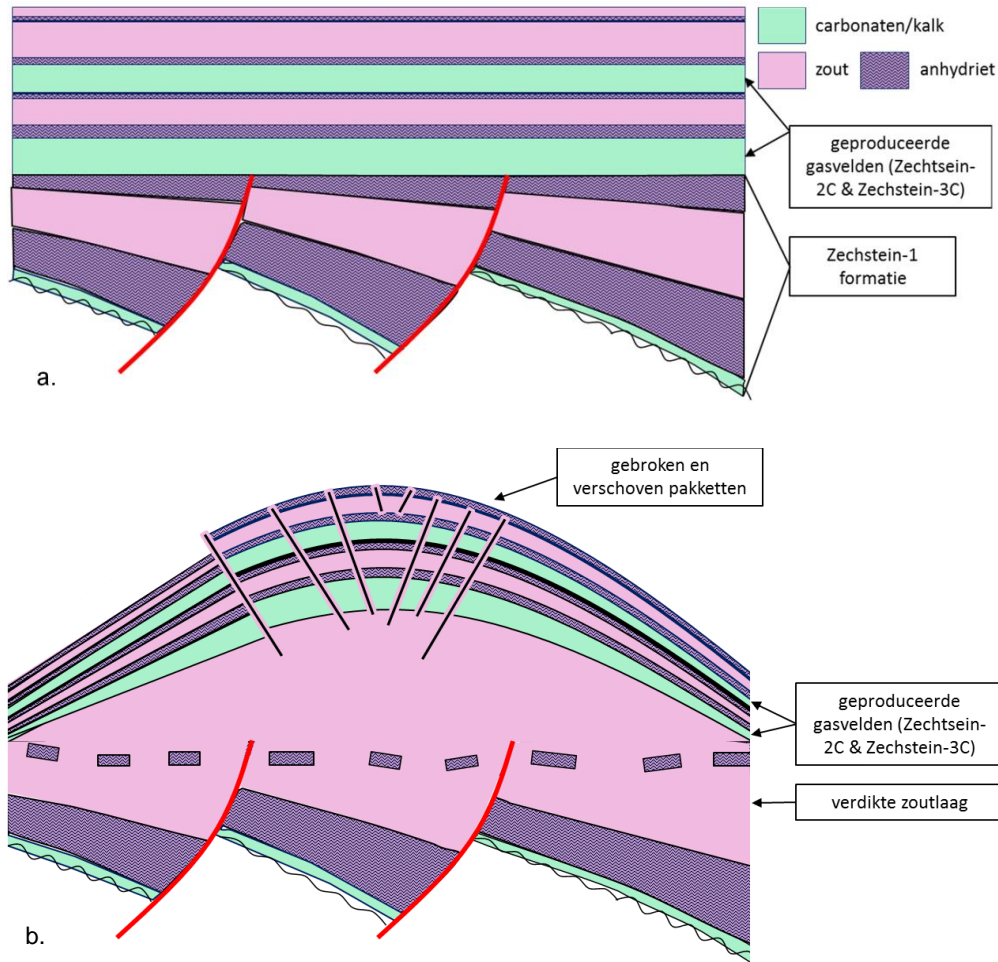 carbonaten/kalk
zout
anhydriet
geproduceerde
gasvelden (Zechtsein-
2C & Zechstein-3C)
Zechstein-1
formatie
a.
gebroken en
verschoven pakketten
geproduceerde
gasvelden (Zechtsein-
2C & Zechstein-3C)
verdikte zoutlaag
b.